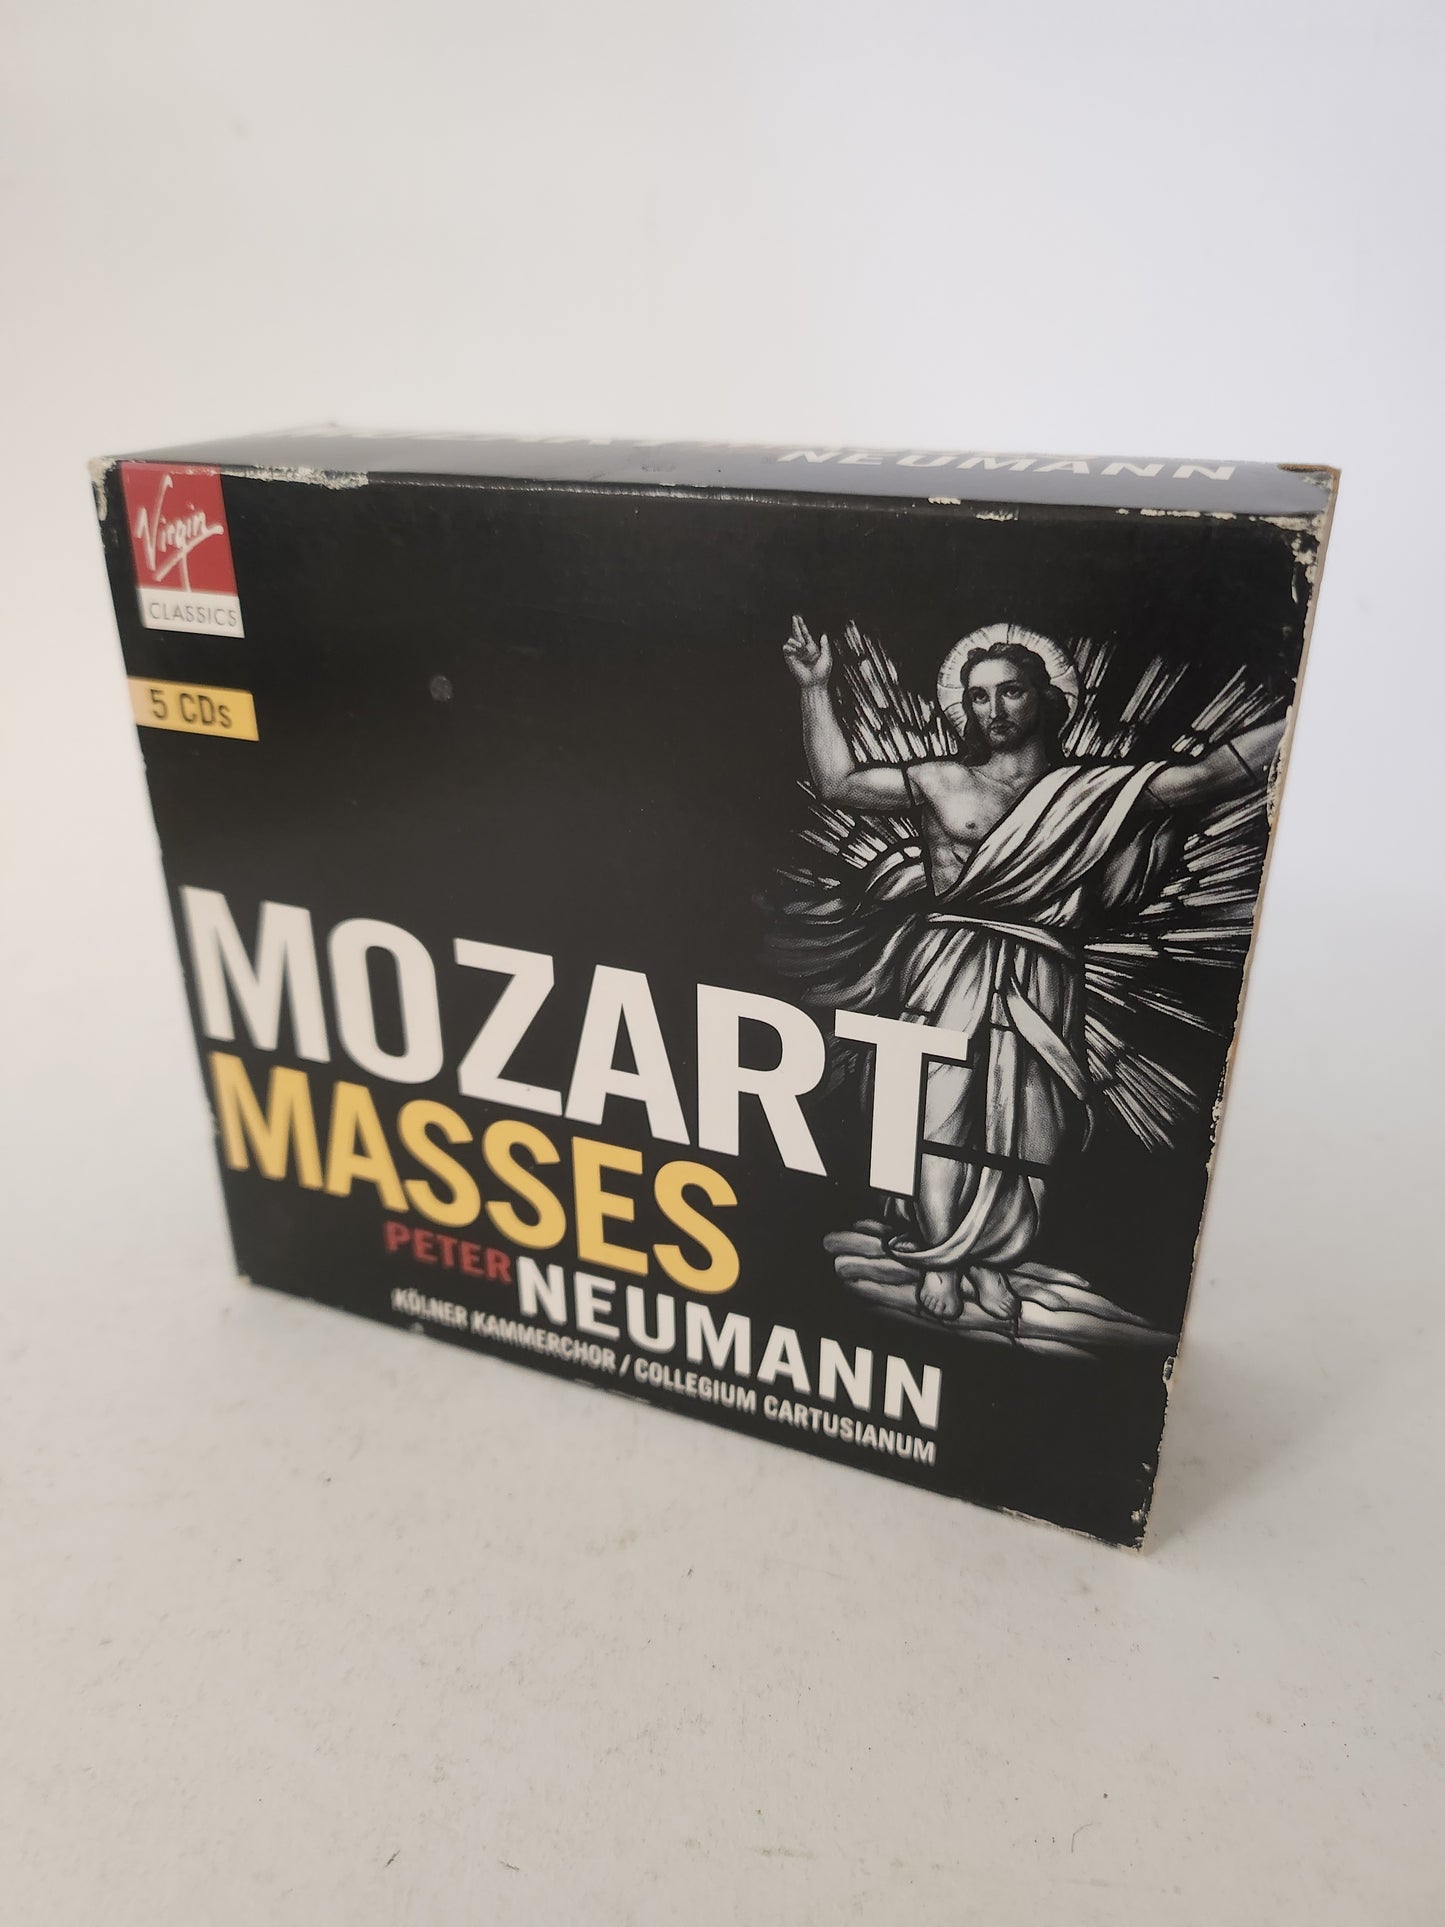 NEUMANN
Virgin
CLASSICS
5 CDs
MOZART
MASSES
PETER NEUMANN
KÖLNER KAMMERCHOR / COLLEGIUM CARTUSIANUM